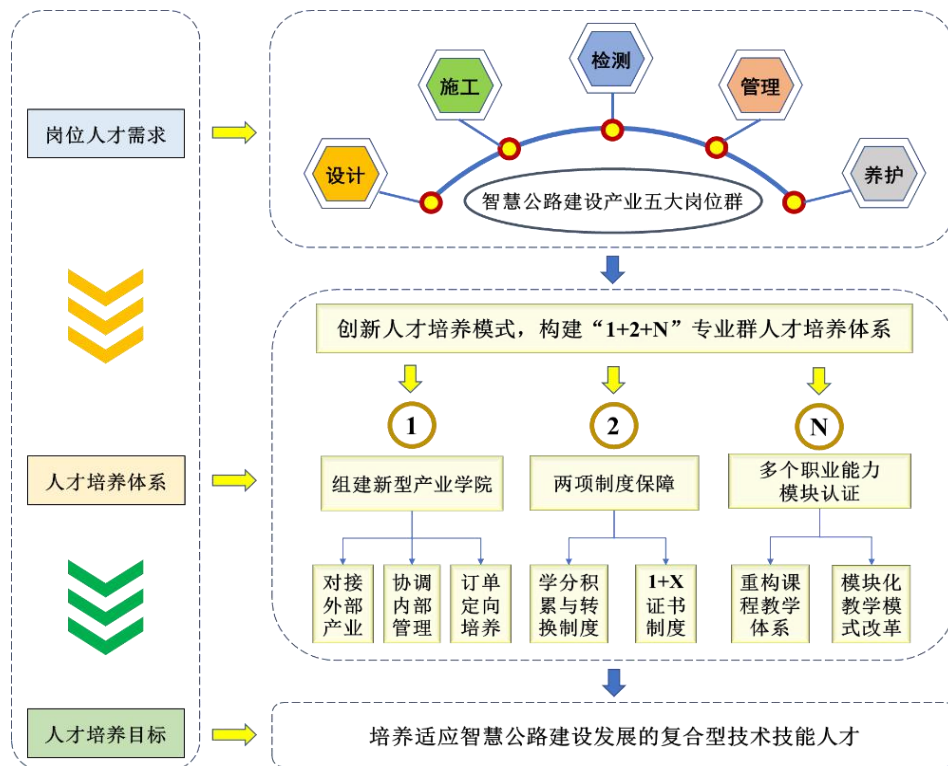 岗位人才需求
设计
施工
检测
管理
养护
智慧公路建设产业五大岗位群
创新人才培养模式，构建“1+2+N”专业群人才培养体系
1
2
N
人才培养体系
组建新型产业学院
两项制度保障
多个职业能力
模块认证
对接
外部
产业
协调
内部
管理
订单
定向
培养
学分积
累与转
换制度
1+X
证书
制度
重构课
程教学
体系
模块化
教学模
式改革
人才培养目标
培养适应智慧公路建设发展的复合型技术技能人才